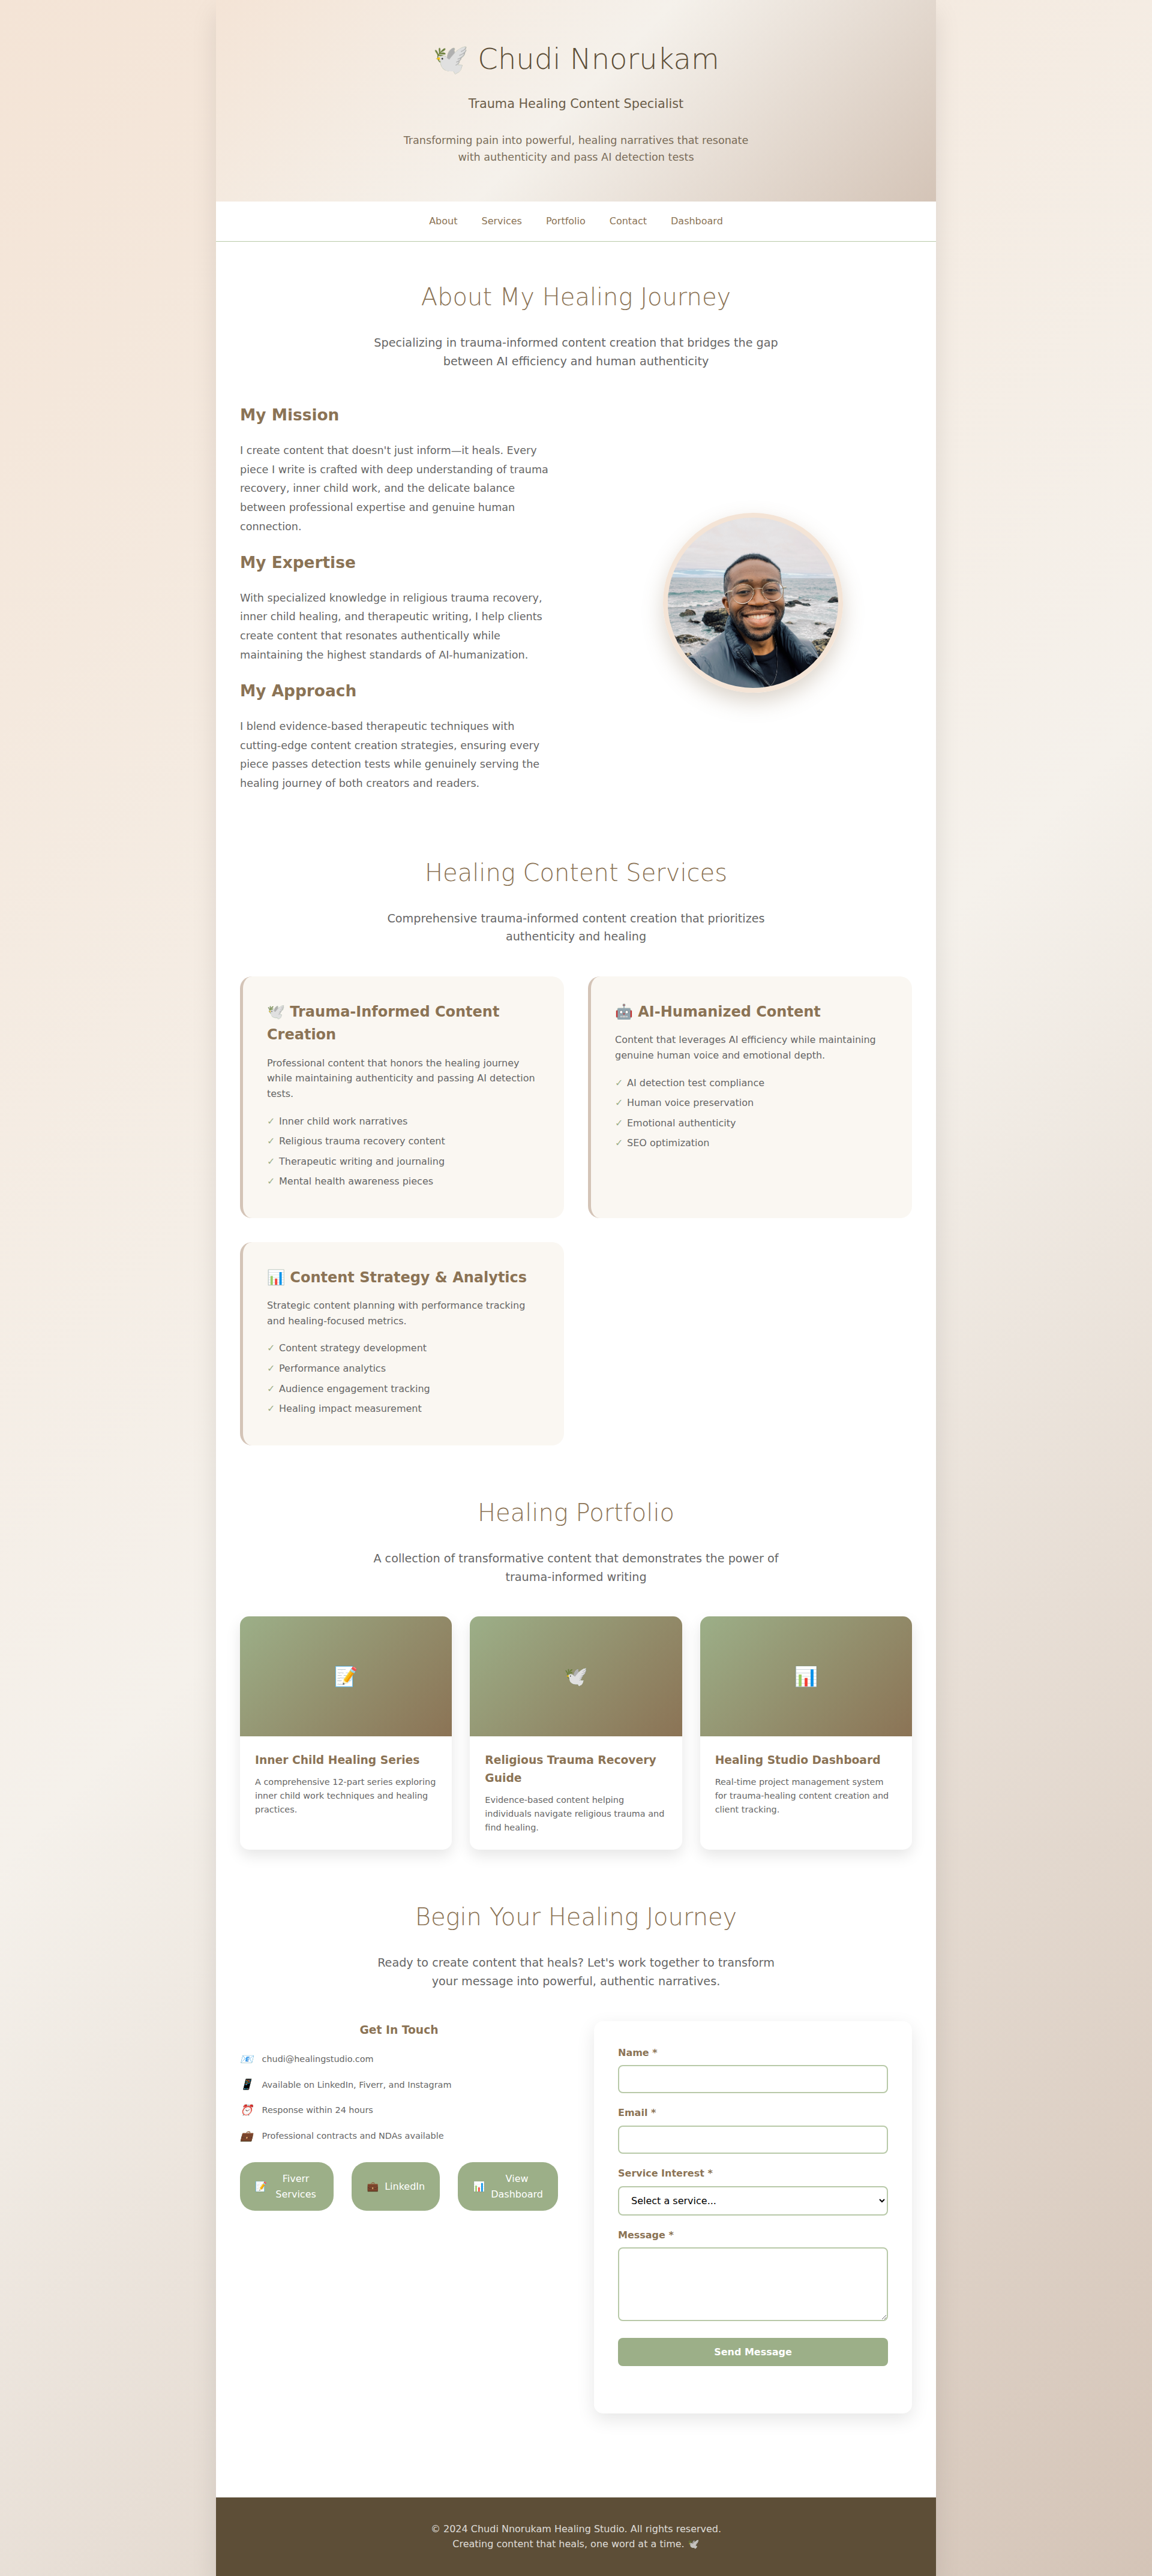 🕊️ Chudi Nnorukam
Trauma Healing Content Specialist
Transforming pain into powerful, healing narratives that resonate
with authenticity and pass AI detection tests
About Services Portfolio Contact Dashboard
About My Healing Journey
Specializing in trauma-informed content creation that bridges the gap
between AI efficiency and human authenticity
My Mission
I create content that doesn't just inform—it heals. Every
piece I write is crafted with deep understanding of trauma
recovery, inner child work, and the delicate balance
between professional expertise and genuine human
connection.
My Expertise
With specialized knowledge in religious trauma recovery,
inner child healing, and therapeutic writing, I help clients
create content that resonates authentically while
maintaining the highest standards of AI-humanization.
My Approach
I blend evidence-based therapeutic techniques with
cutting-edge content creation strategies, ensuring every
piece passes detection tests while genuinely serving the
healing journey of both creators and readers.
Healing Content Services
Comprehensive trauma-informed content creation that prioritizes
authenticity and healing
🕊️ Trauma-Informed Content
Creation
Professional content that honors the healing journey
while maintaining authenticity and passing AI detection
tests.
✓ Inner child work narratives
✓ Religious trauma recovery content
✓ Therapeutic writing and journaling
✓ Mental health awareness pieces
🤖 AI-Humanized Content
Content that leverages AI efficiency while maintaining
genuine human voice and emotional depth.
✓ AI detection test compliance
✓ Human voice preservation
✓ Emotional authenticity
✓ SEO optimization
📊 Content Strategy & Analytics
Strategic content planning with performance tracking
and healing-focused metrics.
✓ Content strategy development
✓ Performance analytics
✓ Audience engagement tracking
✓ Healing impact measurement
Healing Portfolio
A collection of transformative content that demonstrates the power of
trauma-informed writing
Inner Child Healing Series
A comprehensive 12-part series exploring
inner child work techniques and healing
practices.
Religious Trauma Recovery
Guide
Evidence-based content helping
individuals navigate religious trauma and
find healing.
Healing Studio Dashboard
Real-time project management system
for trauma-healing content creation and
client tracking.
Begin Your Healing Journey
Ready to create content that heals? Let's work together to transform
your message into powerful, authentic narratives.
Get In Touch
📧 chudi@healingstudio.com
📱 Available on LinkedIn, Fiverr, and Instagram
⏰ Response within 24 hours
💼 Professional contracts and NDAs available
📝 Fiverr
Services
💼 LinkedIn
📊 View
Dashboard
Name *
Email *
Service Interest *
Select a service...
Message *
Send Message
© 2024 Chudi Nnorukam Healing Studio. All rights reserved.
Creating content that heals, one word at a time. 🕊️